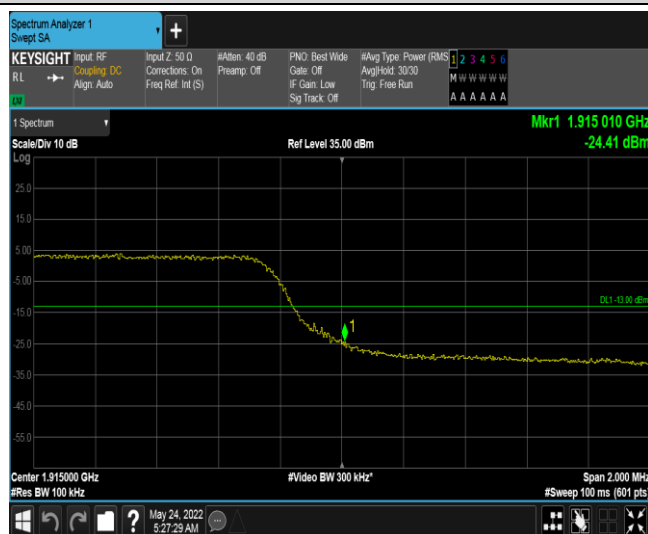 Spectrum Analyzer 1
Swept SA
+
KEYSIGHT Input: RF Input Z: 50 Ω #Atten: 40 dB PNO: Best Wide #Avg Type: Power (RMS 1 2 3 4 5 6
RL Coupling: DC Corrections: On Preamp: Off Gate: Off Avg|Hold: 30/30 M W W W W W
Align: Auto Freq Ref: Int (S) IF Gain: Low Trig: Free Run
Sig Track: Off A A A A A A
1 Spectrum Mkr1 1.915 010 GHz
Scale/Div 10 dB Ref Level 35.00 dBm -24.41 dBm
Log
25.0
15.0
5.00
-5.00
DL1 -13.00 dBm
-15.0
1
-25.0
-35.0
-45.0
-55.0
Center 1.915000 GHz #Video BW 300 kHz* Span 2.000 MHz
#Res BW 100 kHz #Sweep 100 ms (601 pts)
? May 24, 2022
5:27:29 AM